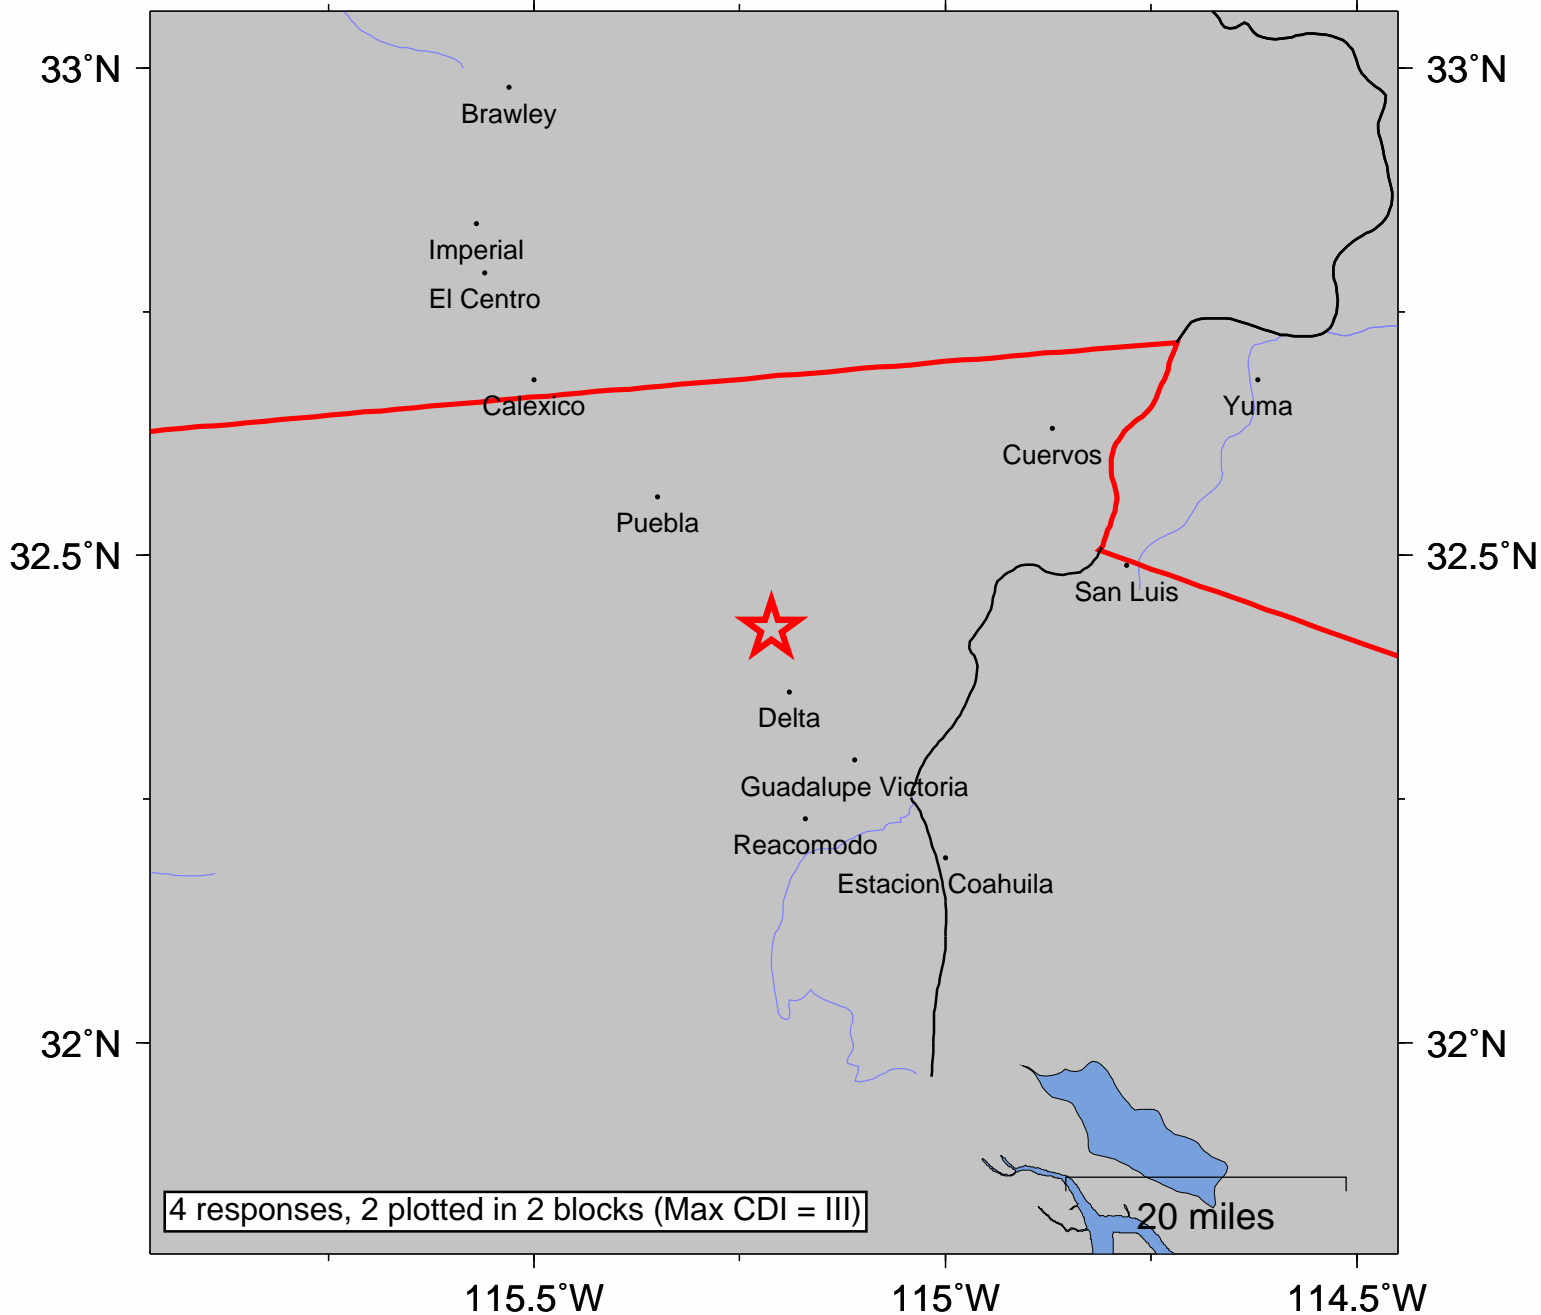 33°N
33°N
Brawley
Imperial
El Centro
Calexico
Yuma
Cuervos
Puebla
32.5°N
32.5°N
San Luis
Delta
Guadalupe Victoria
Reacomodo
Estacion Coahuila
32°N
32°N
4 responses, 2 plotted in 2 blocks (Max CDI = III)
20 miles
115.5°W
115°W
114.5°W